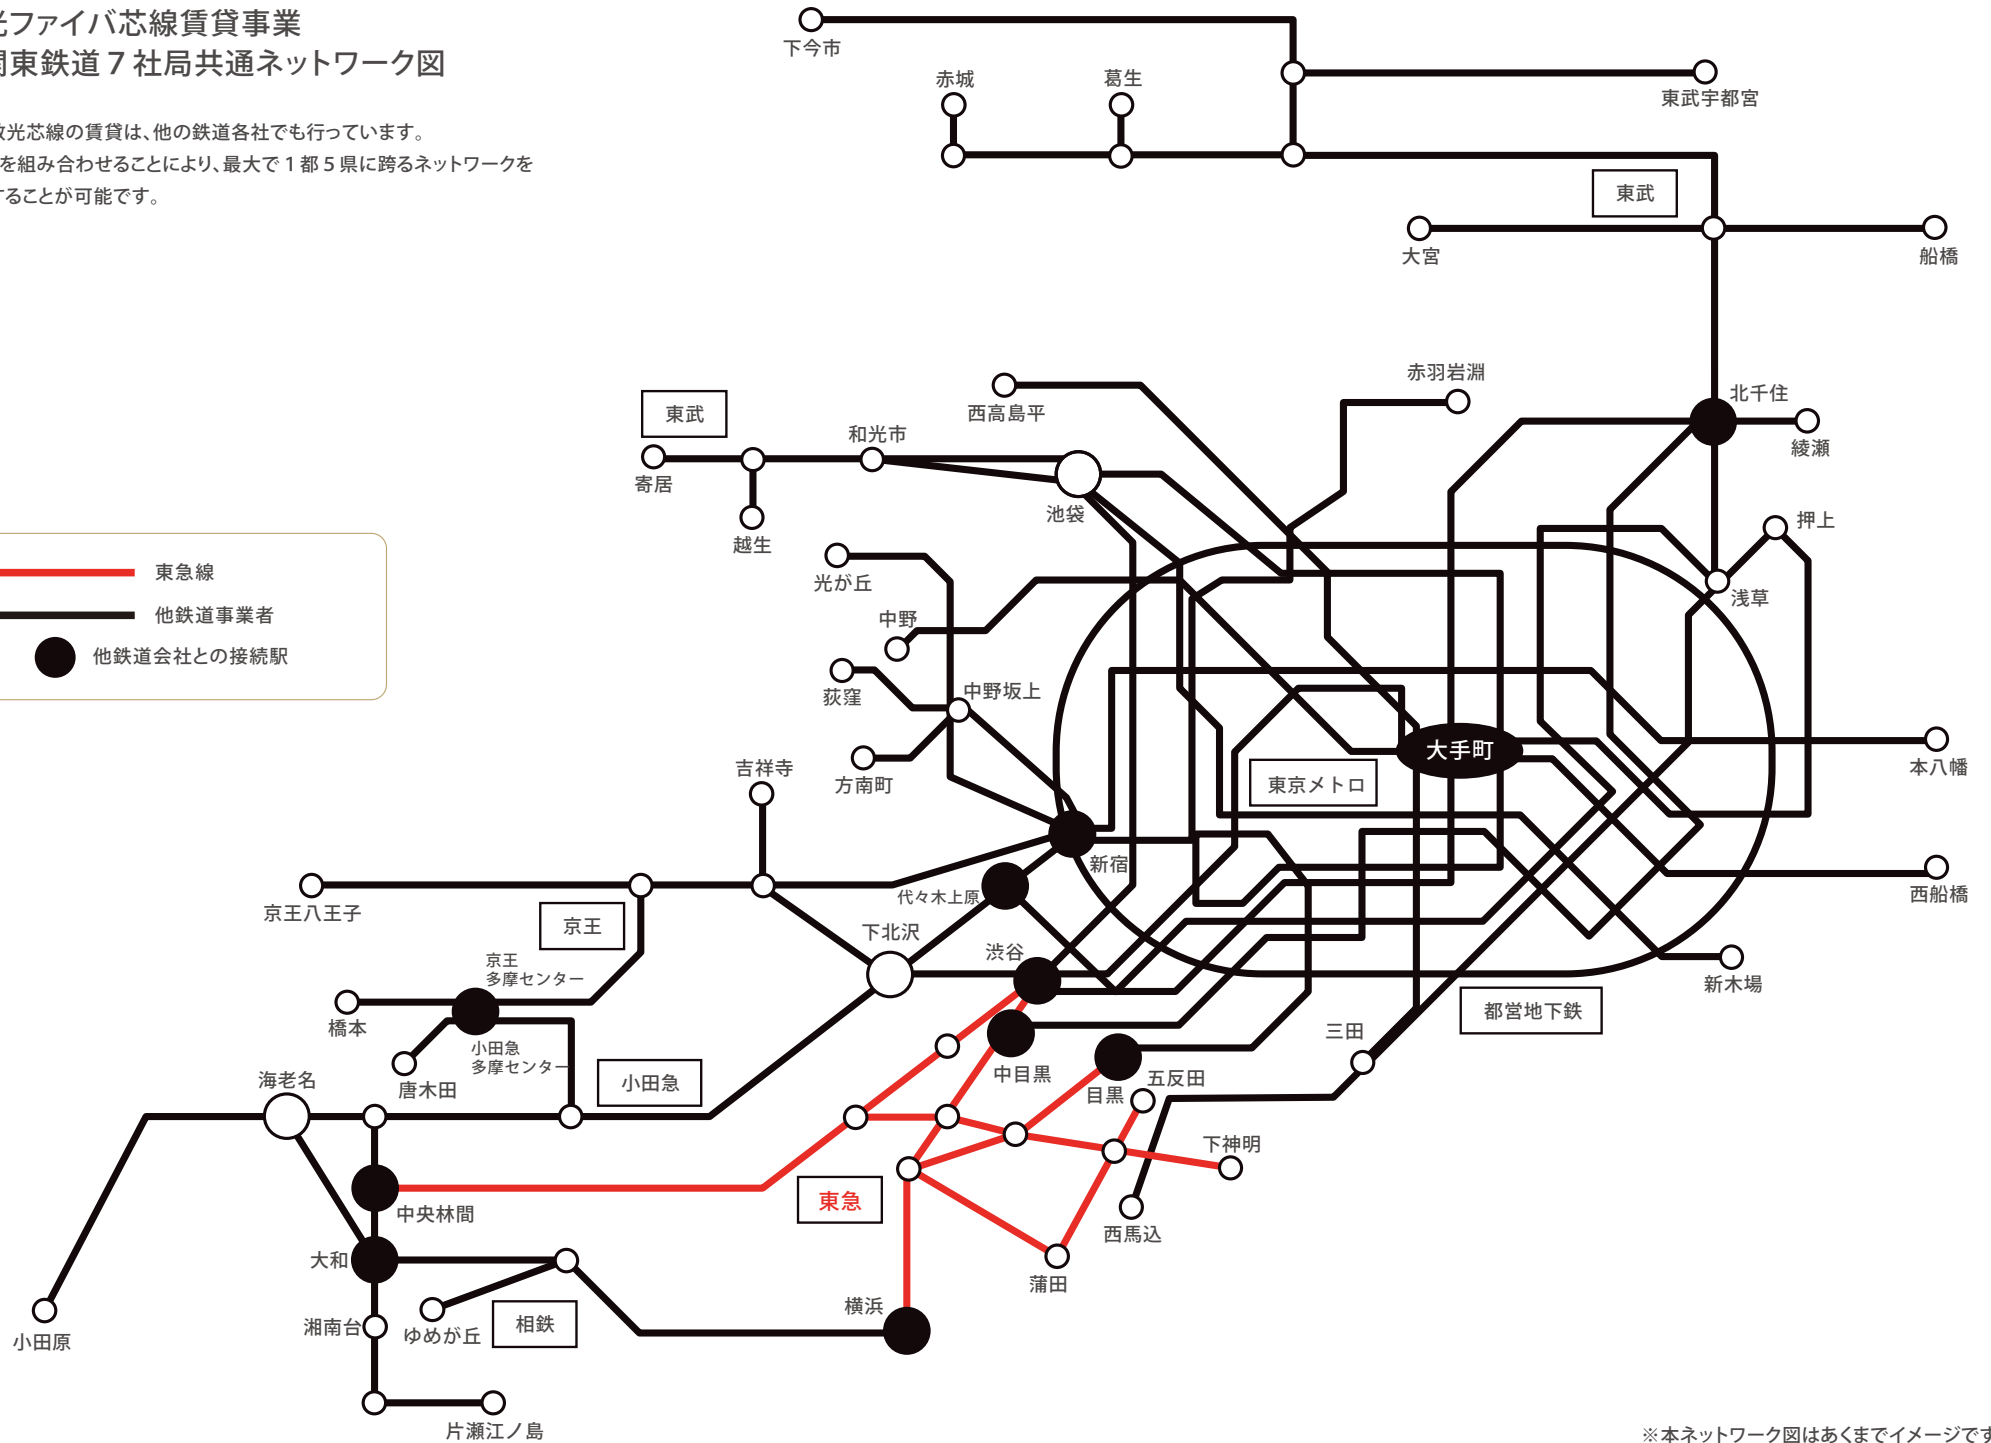 光ファイバ芯線賃貸事業
関東鉄道7社局共通ネットワーク図
光芯線の賃貸は、他の鉄道各社でも行っています。
を組み合わせることにより、最大で1都5県に跨るネットワークを
することが可能です。
下今市
東武宇都宮
赤城
葛生
東武
大宮
船橋
赤羽岩淵
北千住
綾瀬
西高島平
東武
和光市
寄居
池袋
越生
押上
浅草
東急線
他鉄道事業者
他鉄道会社との接続駅
光が丘
中野
荻窪
中野坂上
方南町
吉祥寺
大手町
東京メトロ
本八幡
新宿
代々木上原
西船橋
京王八王子
京王
下北沢
渋谷
京王
多摩センター
新木場
都営地下鉄
橋本
三田
小田急
多摩センター
中目黒
目黒
五反田
海老名
唐木田
小田急
下神明
東急
中央林間
西馬込
大和
蒲田
横浜
湘南台
ゆめが丘
相鉄
小田原
片瀬江ノ島
※本ネットワーク図はあくまでイメージです